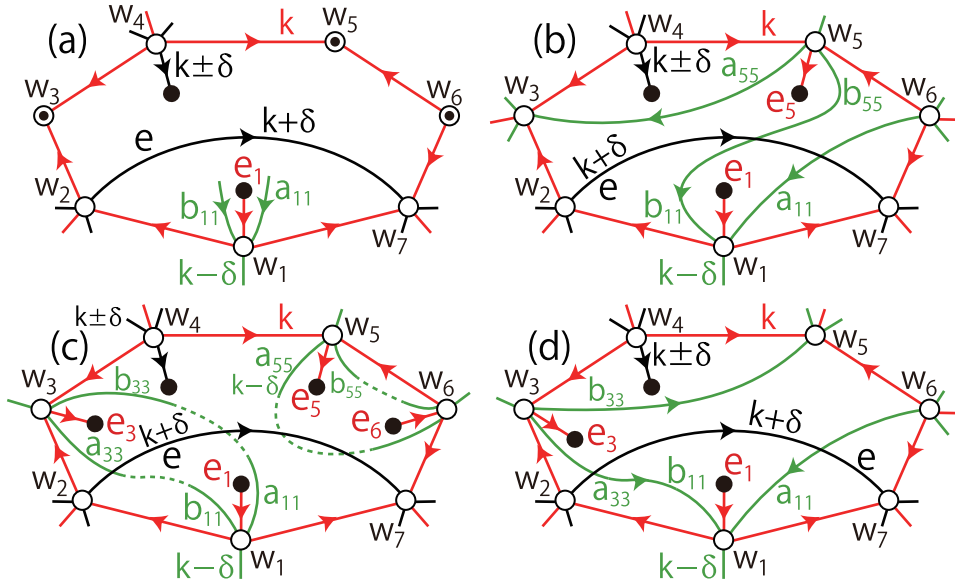 (a)
w4
k
w5
k±δ
w3
w6
e
k+δ
e1
w2
b11
a11
w7
k−δ
w1
(b)
w4
k
w5
k±δ
a55
w3
e5
b55
w6
k+δ
e
e1
w2
b11
a11
w7
k−δ
w1
(c)
k±δ
w4
k
w5
a55
w3
b33
k−δ
e5
b55
w6
e3
k+δ
e6
a33
e
e1
w2
b11
a11
w7
k−δ
w1
(d)
w4
k
w5
k±δ
w3
b33
w6
e3
k+δ
e1
e
w2
a33
b11
a11
w7
k−δ
w1